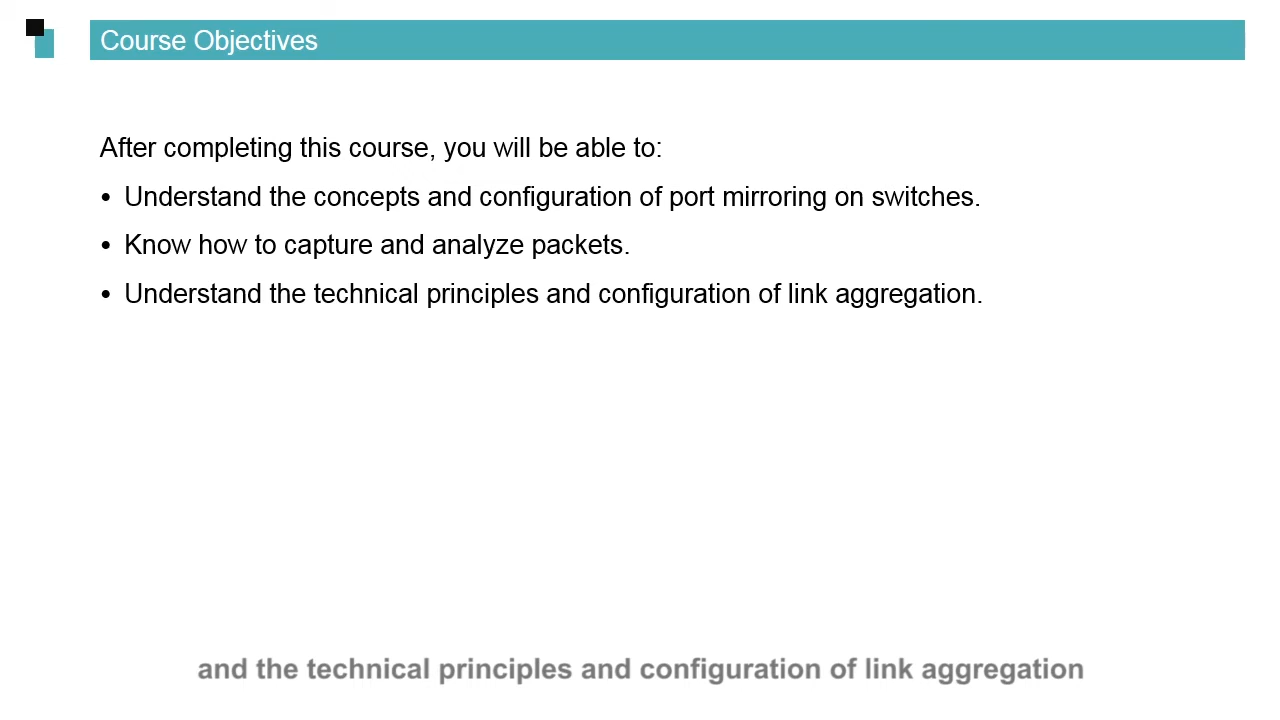 Course Objectives
After completing this course, you will be able to:
• Understand the concepts and configuration of port mirroring on switches.
• Know how to capture and analyze packets.
• Understand the technical principles and configuration of link aggregation.
and the technical principles and configuration of link aggregation